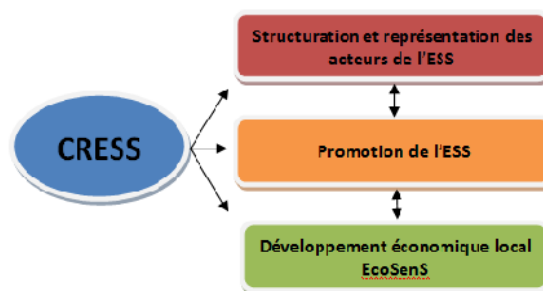 Structuration et représentation des
acteurs de l'ESS
CRESS
Promotion de l'ESS
Développement économique local
EcoSenS